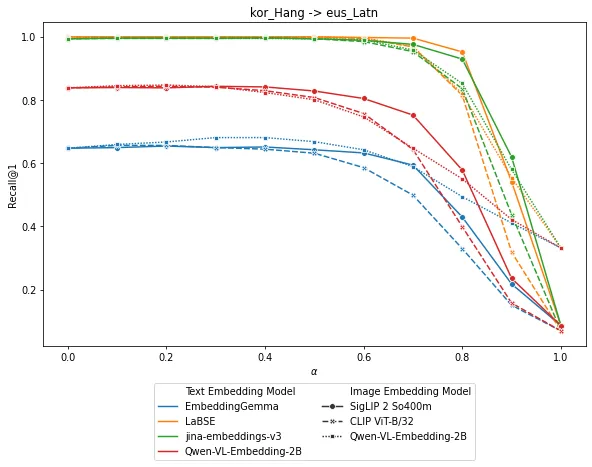 kor_Hang -> eus_Latn
1.0
0.8
0.6
0.4
0.2
Recall@1
0.0 0.2 0.4 0.6 0.8 1.0
α
Text Embedding Model Image Embedding Model
EmbeddingGemma SigLIP 2 So400m
LaBSE CLIP ViT-B/32
jina-embeddings-v3 Qwen-VL-Embedding-2B
Qwen-VL-Embedding-2B